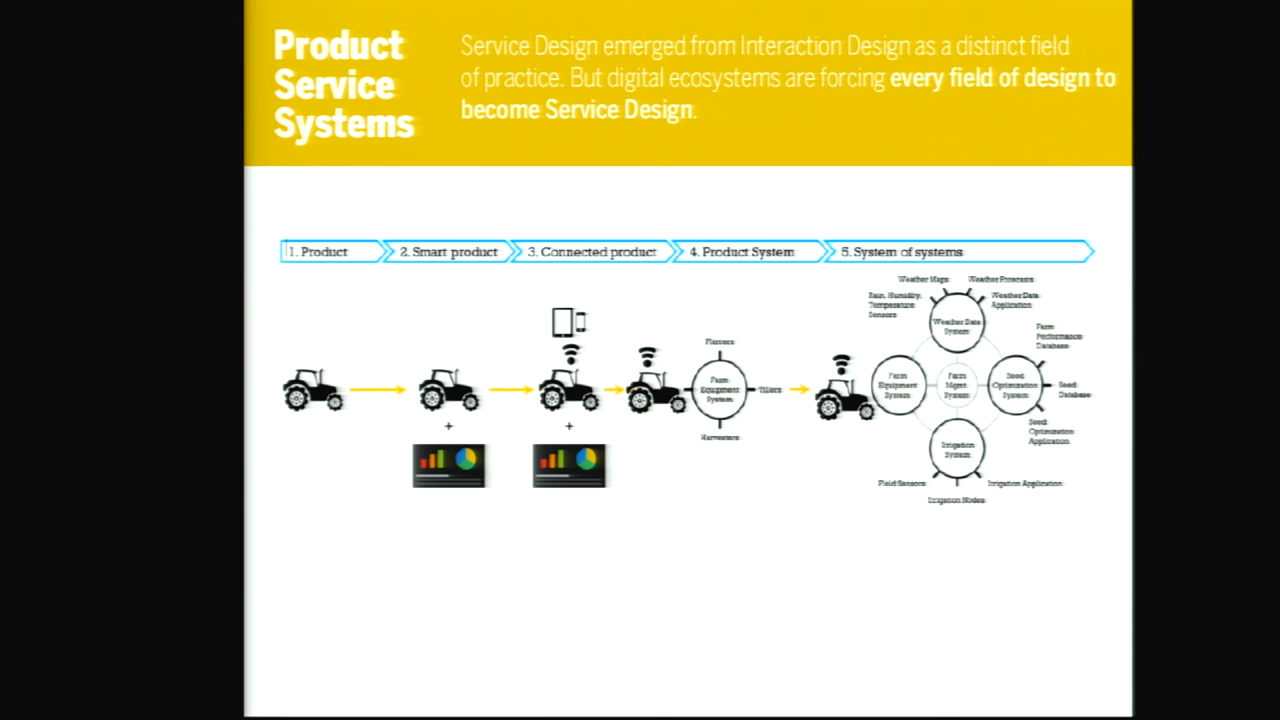 Product
Service
Systems
Service Design emerged from Interaction Design as a distinct field
of practice. But digital ecosystems are forcing every field of design to
become Service Design.
1. Product
2. Smart product
3. Connected product
4. Product System
5. System of systems
Weather Maps
Weather Forecasts
Rain, Humidity,
Temperature
Sensors
Weather Data
Application
Weather Data
System
Farm
Performance
Database
Planters
Farm
Equipment
System
Tillers
Harvesters
Farm
Equipment
System
Farm
Mgmt.
System
Seed
Optimization
System
Seed
Database
Seed
Optimization
Application
Irrigation
System
Field Sensors
Irrigation Application
Irrigation Nodes